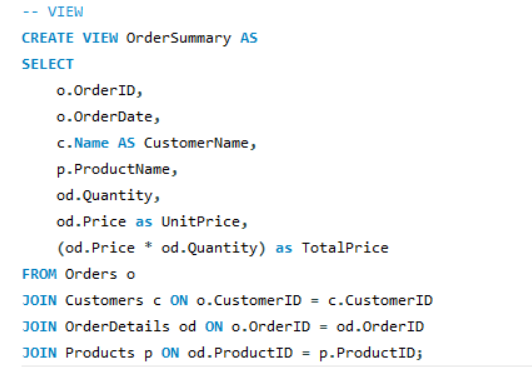 -- VIEW
CREATE VIEW OrderSummary AS
SELECT
    o.OrderID,
    o.OrderDate,
    c.Name AS CustomerName,
    p.ProductName,
    od.Quantity,
    od.Price as UnitPrice,
    (od.Price * od.Quantity) as TotalPrice
FROM Orders o
JOIN Customers c ON o.CustomerID = c.CustomerID
JOIN OrderDetails od ON o.OrderID = od.OrderID
JOIN Products p ON od.ProductID = p.ProductID;